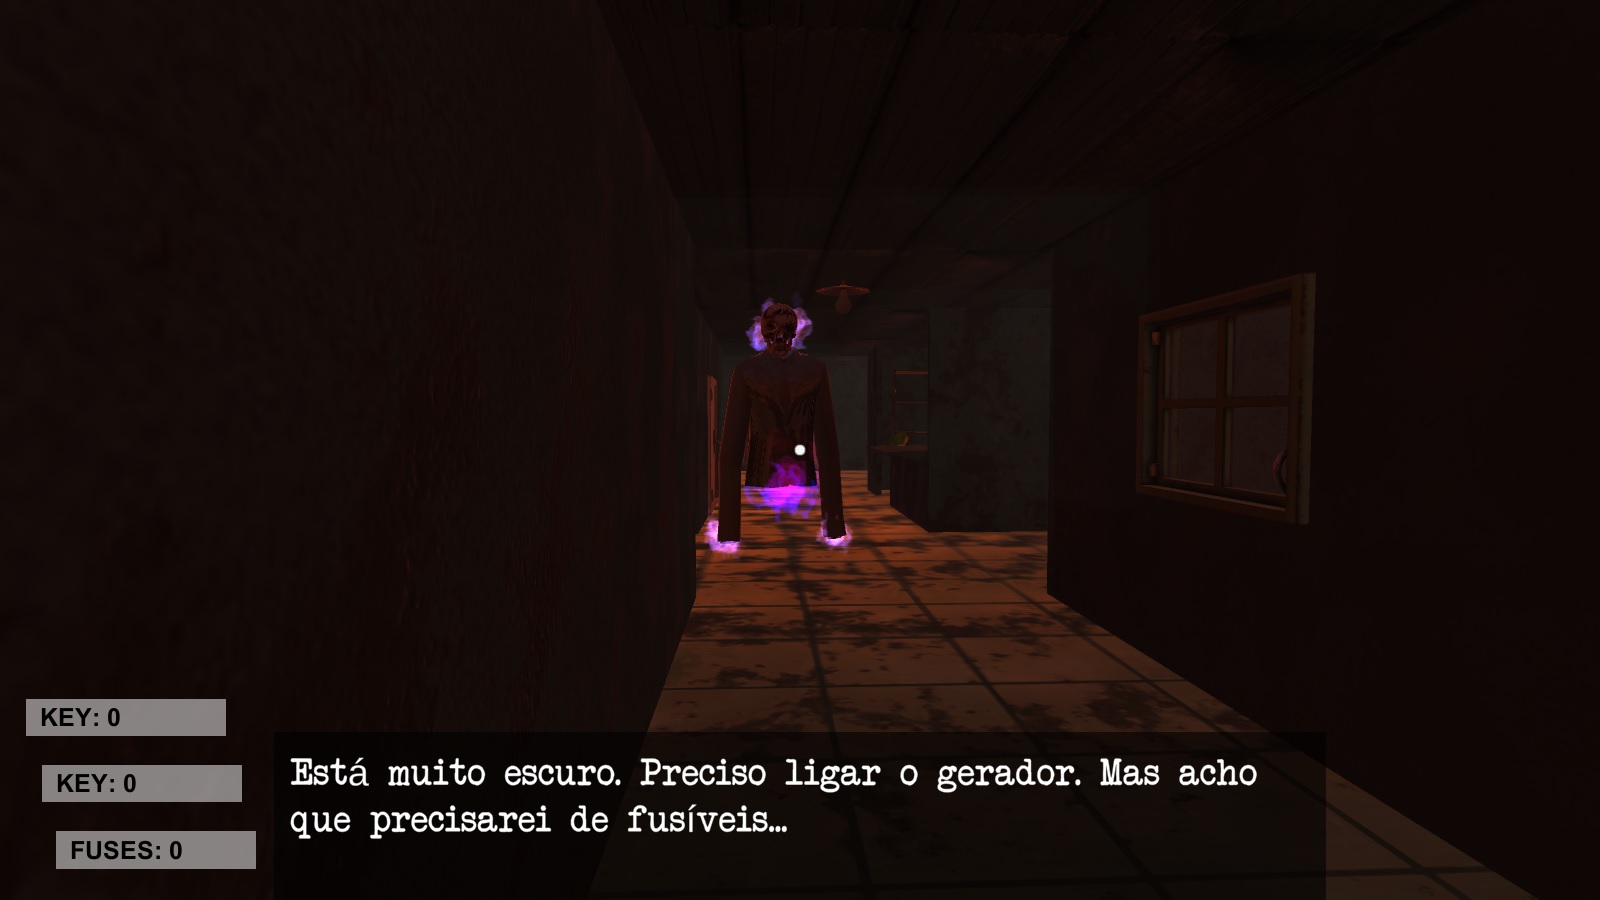 KEY: 0
KEY: 0
FUSES: 0
Está muito escuro. Preciso ligar o gerador. Mas acho
que precisarei de fusíveis...